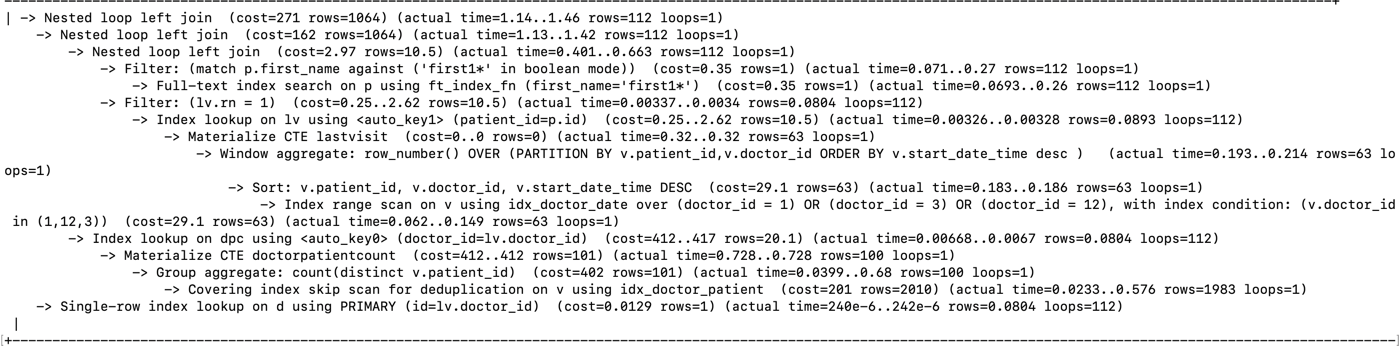 +
| -> Nested loop left join  (cost=271 rows=1064) (actual time=1.14..1.46 rows=112 loops=1)
    -> Nested loop left join  (cost=162 rows=1064) (actual time=1.13..1.42 rows=112 loops=1)
        -> Nested loop left join  (cost=2.97 rows=10.5) (actual time=0.401..0.663 rows=112 loops=1)
            -> Filter: (match p.first_name against ('first1*' in boolean mode))  (cost=0.35 rows=1) (actual time=0.071..0.27 rows=112 loops=1)
                -> Full-text index search on p using ft_index_fn (first_name='first1*')  (cost=0.35 rows=1) (actual time=0.0693..0.26 rows=112 loops=1)
            -> Filter: (lv.rn = 1)  (cost=0.25..2.62 rows=10.5) (actual time=0.00337..0.0034 rows=0.0804 loops=112)
                -> Index lookup on lv using <auto_key1> (patient_id=p.id)  (cost=0.25..2.62 rows=10.5) (actual time=0.00326..0.00328 rows=0.0893 loops=112)
                    -> Materialize CTE lastvisit  (cost=0..0 rows=0) (actual time=0.32..0.32 rows=63 loops=1)
                        -> Window aggregate: row_number() OVER (PARTITION BY v.patient_id,v.doctor_id ORDER BY v.start_date_time desc )   (actual time=0.193..0.214 rows=63 lo
ops=1)
                            -> Sort: v.patient_id, v.doctor_id, v.start_date_time DESC  (cost=29.1 rows=63) (actual time=0.183..0.186 rows=63 loops=1)
                                -> Index range scan on v using idx_doctor_date over (doctor_id = 1) OR (doctor_id = 3) OR (doctor_id = 12), with index condition: (v.doctor_id
 in (1,12,3))  (cost=29.1 rows=63) (actual time=0.062..0.149 rows=63 loops=1)
        -> Index lookup on dpc using <auto_key0> (doctor_id=lv.doctor_id)  (cost=412..417 rows=20.1) (actual time=0.00668..0.0067 rows=0.0804 loops=112)
            -> Materialize CTE doctorpatientcount  (cost=412..412 rows=101) (actual time=0.728..0.728 rows=100 loops=1)
                -> Group aggregate: count(distinct v.patient_id)  (cost=402 rows=101) (actual time=0.0399..0.68 rows=100 loops=1)
                    -> Covering index skip scan for deduplication on v using idx_doctor_patient  (cost=201 rows=2010) (actual time=0.0233..0.576 rows=1983 loops=1)
    -> Single-row index lookup on d using PRIMARY (id=lv.doctor_id)  (cost=0.0129 rows=1) (actual time=240e-6..242e-6 rows=0.0804 loops=112)
 |